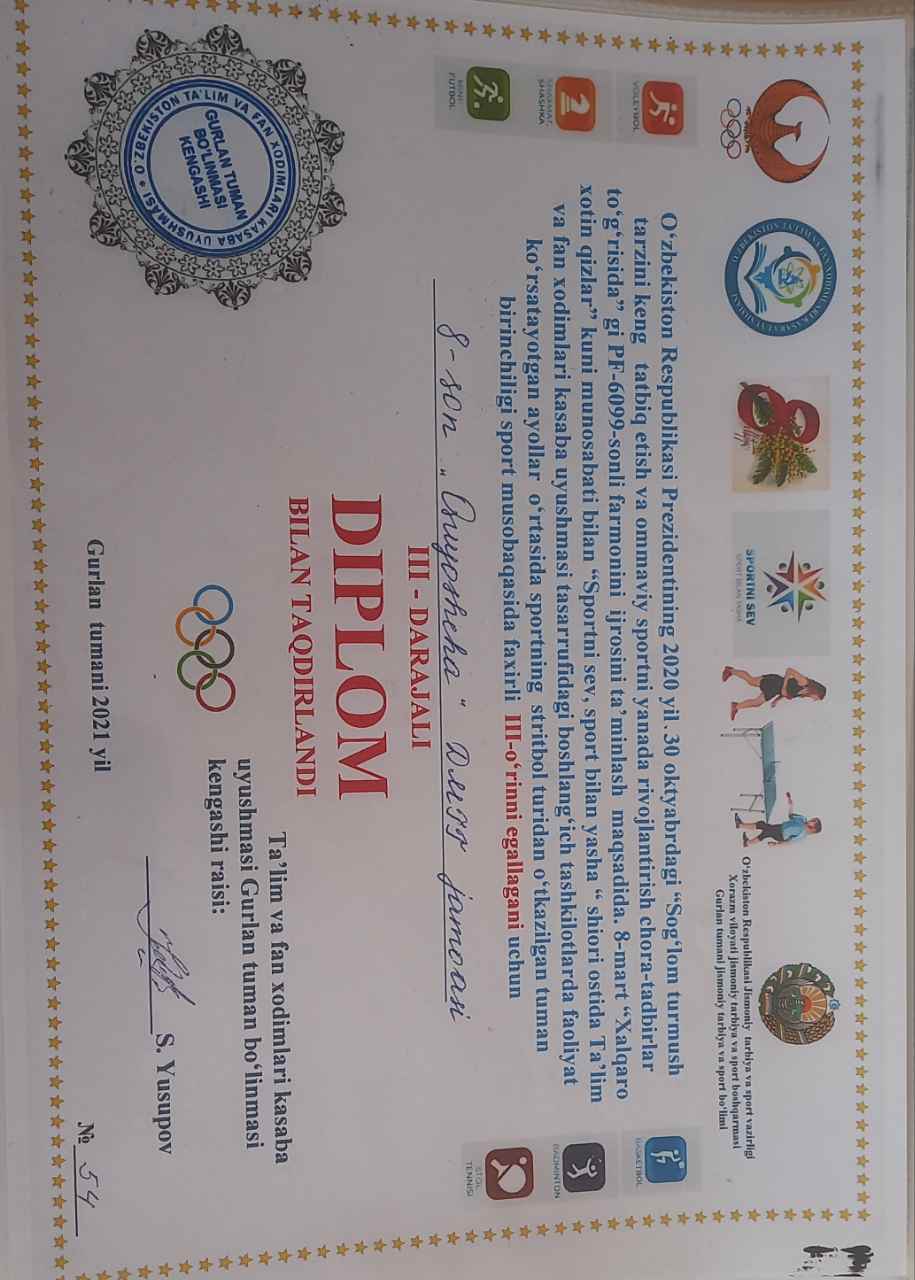 O‘zbekiston Respublikasi Jismoniy tarbiya va sport vazirligi
Xorazm viloyati jismoniy tarbiya va sport boshqarmasi
Gurlan tumani jismoniy tarbiya va sport bo‘limi
SPORTNI SEV
SPORT BILAN YASHA
VOLEYBOL
SHAXMAT,
SHASHKA
MINI
FUTBOL
BASKETBOL
BADMINTON
STOL
TENNISI
O‘zbekiston Respublikasi Prezidentining 2020 yil. 30 oktyabrdagi “Sog‘lom turmush
tarzini keng tatbiq etish va ommaviy sportni yanada rivojlantirish chora-tadbirlar
to‘g‘risida” gi PF-6099-sonli farmonini ijrosini ta’minlash maqsadida. 8-mart “Xalqaro
xotin qizlar” kuni munosabati bilan “Sportni sev, sport bilan yasha “ shiori ostida Ta’lim
va fan xodimlari kasaba uyushmasi tasarrufidagi boshlang‘ich tashkilotlarda faoliyat
ko‘rsatayotgan ayollar o‘rtasida sportning stritbol turidan o‘tkazilgan tuman
birinchiligi sport musobaqasida faxirli III-o‘rinni egallagani uchun
8-son jamoasi
III - DARAJALI
DIPLOM
BILAN TAQDIRLANDI
Ta’lim va fan xodimlari kasaba
uyushmasi Gurlan tuman bo‘linmasi
kengashi raisi:
S. Yusupov
Gurlan tumani 2021 yil
№ 54
O‘ZBEKISTON TA‘LIM VA FAN XODIMLARI KASABA UYUSHMASI
GURLAN TUMAN
BO‘LINMASI
KENGASHI